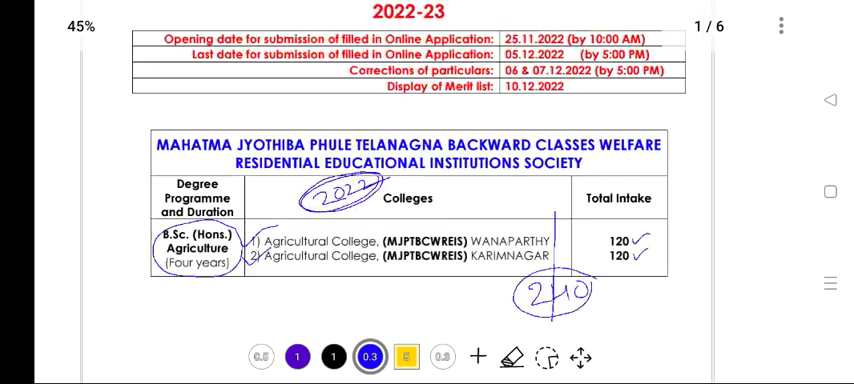 2022-23
45%
1 / 6
Opening date for submission of filled in Online Application: 25.11.2022 (by 10:00 AM)
Last date for submission of filled in Online Application: 05.12.2022 (by 5:00 PM)
Corrections of particulars: 06 & 07.12.2022 (by 5:00 PM)
Display of Merit list: 10.12.2022
MAHATMA JYOTHIBA PHULE TELANAGNA BACKWARD CLASSES WELFARE
RESIDENTIAL EDUCATIONAL INSTITUTIONS SOCIETY
Degree
Programme
and Duration
2022
Colleges
Total Intake
B.Sc. (Hons.)
Agriculture
(Four years)
1) Agricultural College, (MJPTBCWREIS) WANAPARTHY 120
2) Agricultural College, (MJPTBCWREIS) KARIMNAGAR 120
240
0.5 1 1 0.3 5 0.3